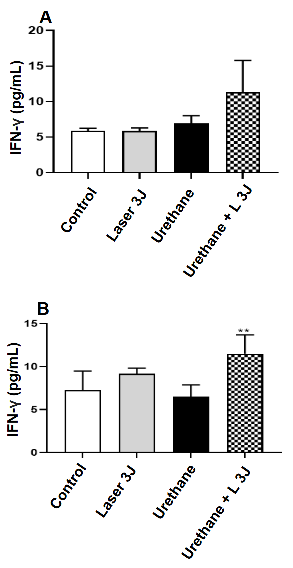 A
IFN-γ (pg/mL)
20
15
10
5
0
Control
Laser 3J
Urethane
Urethane + L 3J
B
IFN-γ (pg/mL)
15
10
5
0
**
Control
Laser 3J
Urethane
Urethane + L 3J